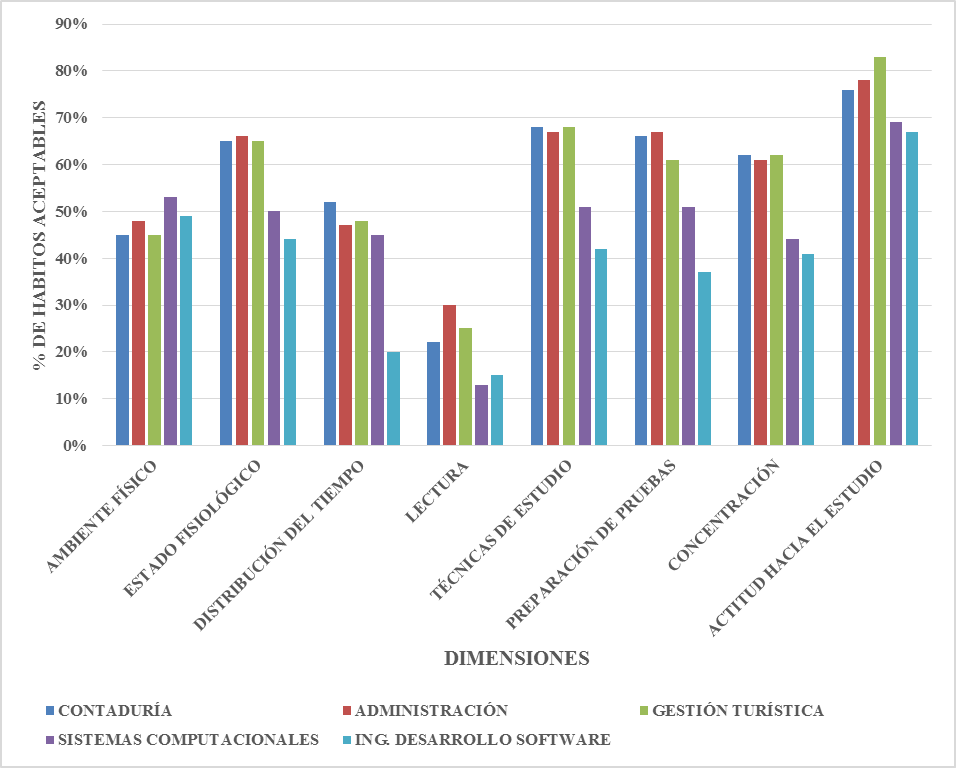 90%
80%
70%
60%
50%
40%
30%
20%
10%
0%
% DE HABITOS ACEPTABLES
AMBIENTE FÍSICO
ESTADO FISIOLÓGICO
DISTRIBUCIÓN DEL TIEMPO
LECTURA
TÉCNICAS DE ESTUDIO
PREPARACIÓN DE PRUEBAS
CONCENTRACIÓN
ACTITUD HACIA EL ESTUDIO
DIMENSIONES
CONTADURÍA ADMINISTRACIÓN GESTIÓN TURÍSTICA
SISTEMAS COMPUTACIONALES ING. DESARROLLO SOFTWARE